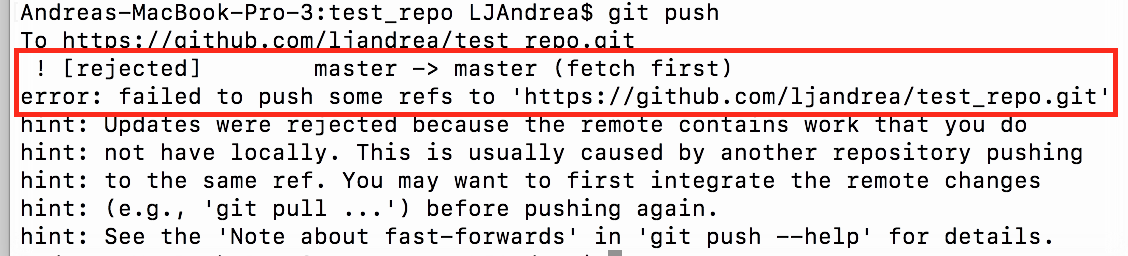 Andreas-MacBook-Pro-3:test_repo LJAndrea$ git push
To https://github.com/ljandrea/test_repo.git
 ! [rejected]        master -> master (fetch first)
error: failed to push some refs to 'https://github.com/ljandrea/test_repo.git'
hint: Updates were rejected because the remote contains work that you do
hint: not have locally. This is usually caused by another repository pushing
hint: to the same ref. You may want to first integrate the remote changes
hint: (e.g., 'git pull ...') before pushing again.
hint: See the 'Note about fast-forwards' in 'git push --help' for details.